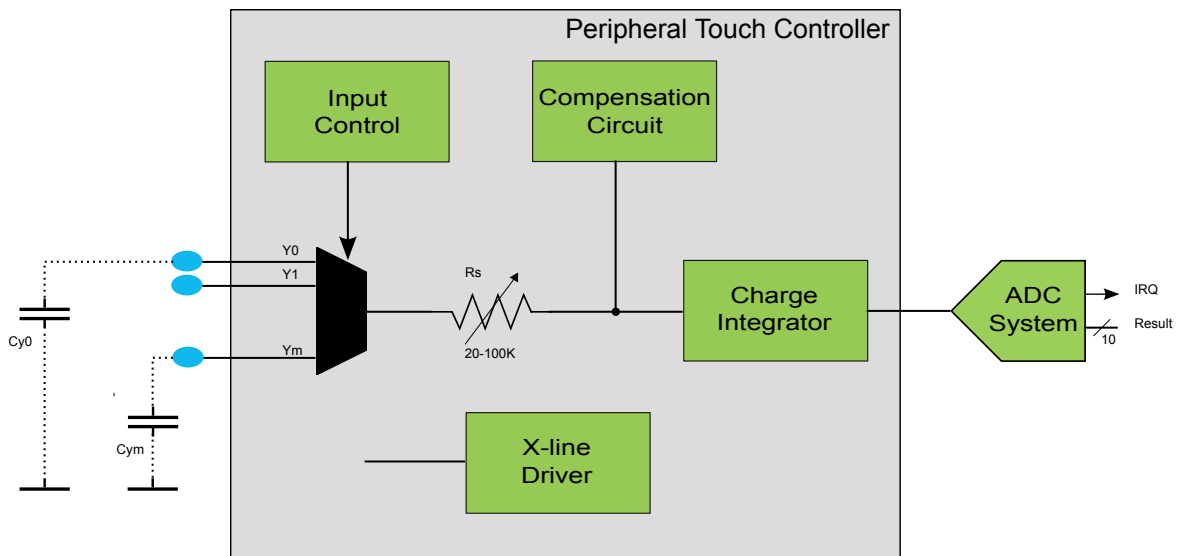 Peripheral Touch Controller
Input
Control
Compensation
Circuit
Y0
Y1
Ym
Rs
20-100K
Charge
Integrator
ADC
System
IRQ
Result
10
Cy0
Cym
X-line
Driver